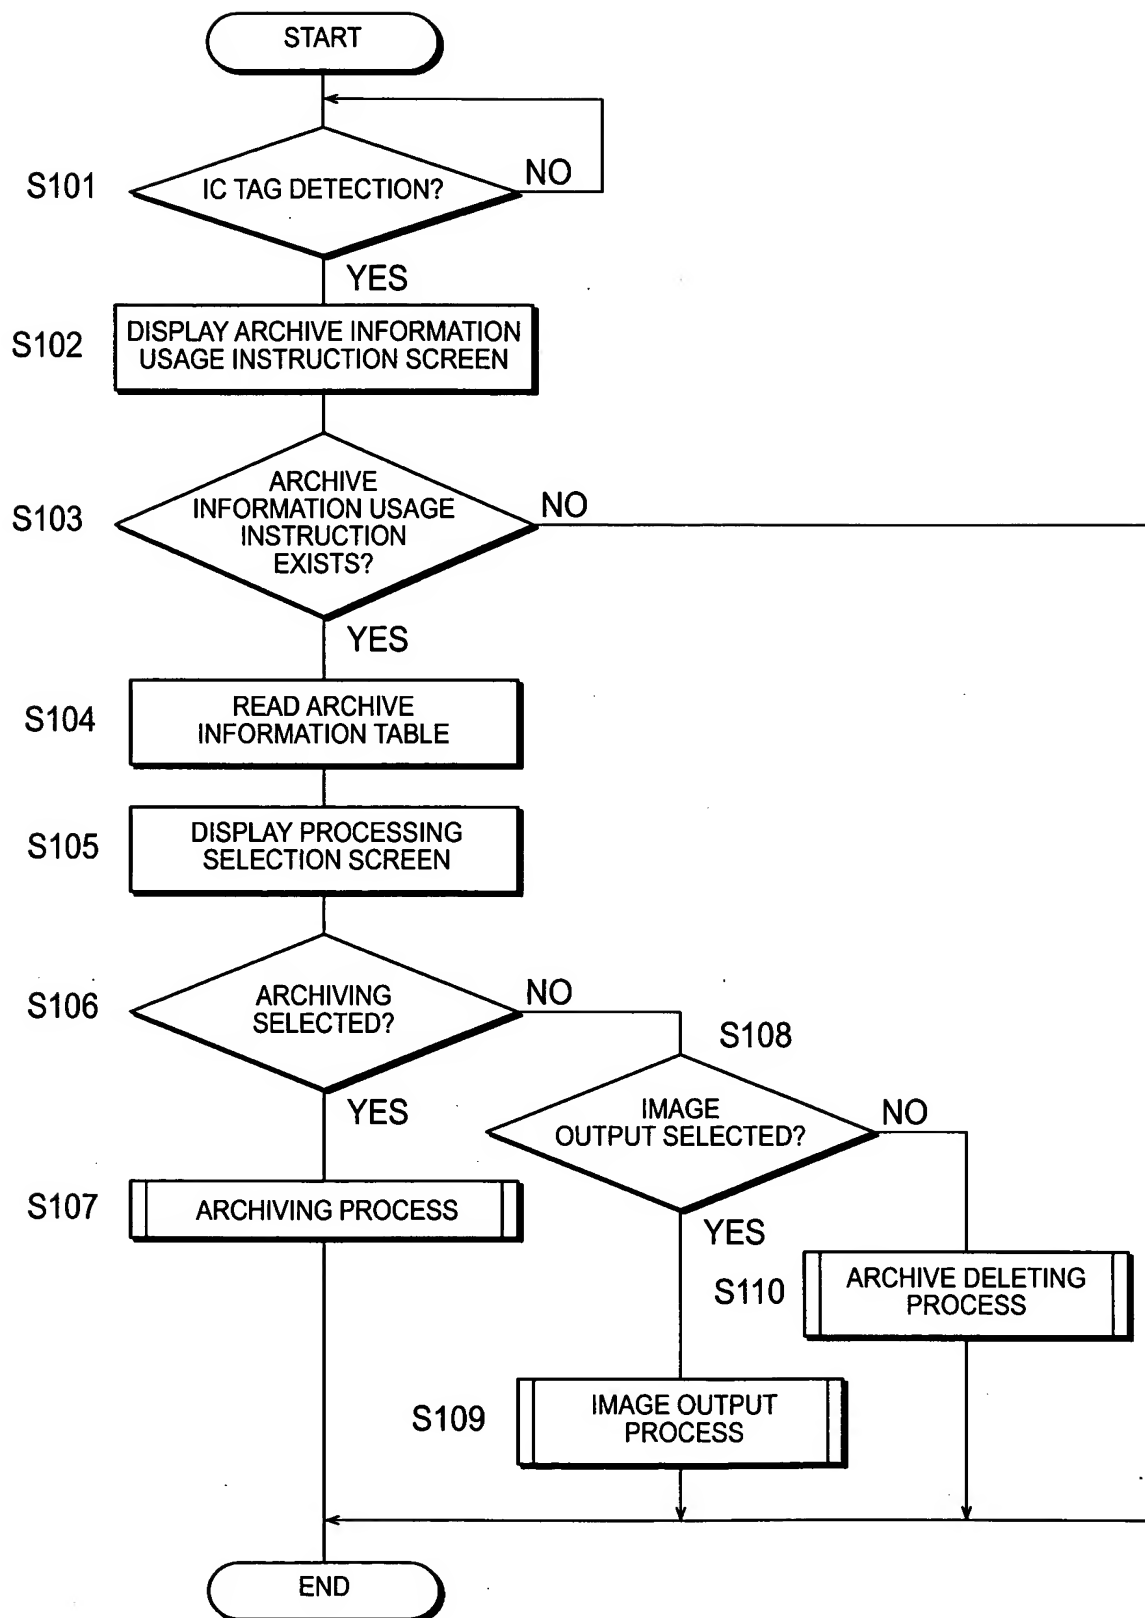 START
S101
IC TAG DETECTION?
NO
YES
S102
DISPLAY ARCHIVE INFORMATION
USAGE INSTRUCTION SCREEN
S103
ARCHIVE
INFORMATION USAGE
INSTRUCTION
EXISTS?
NO
YES
S104
READ ARCHIVE
INFORMATION TABLE
S105
DISPLAY PROCESSING
SELECTION SCREEN
S106
ARCHIVING
SELECTED?
NO
YES
S108
IMAGE
OUTPUT SELECTED?
NO
YES
S107
ARCHIVING PROCESS
S110
ARCHIVE DELETING
PROCESS
S109
IMAGE OUTPUT
PROCESS
END